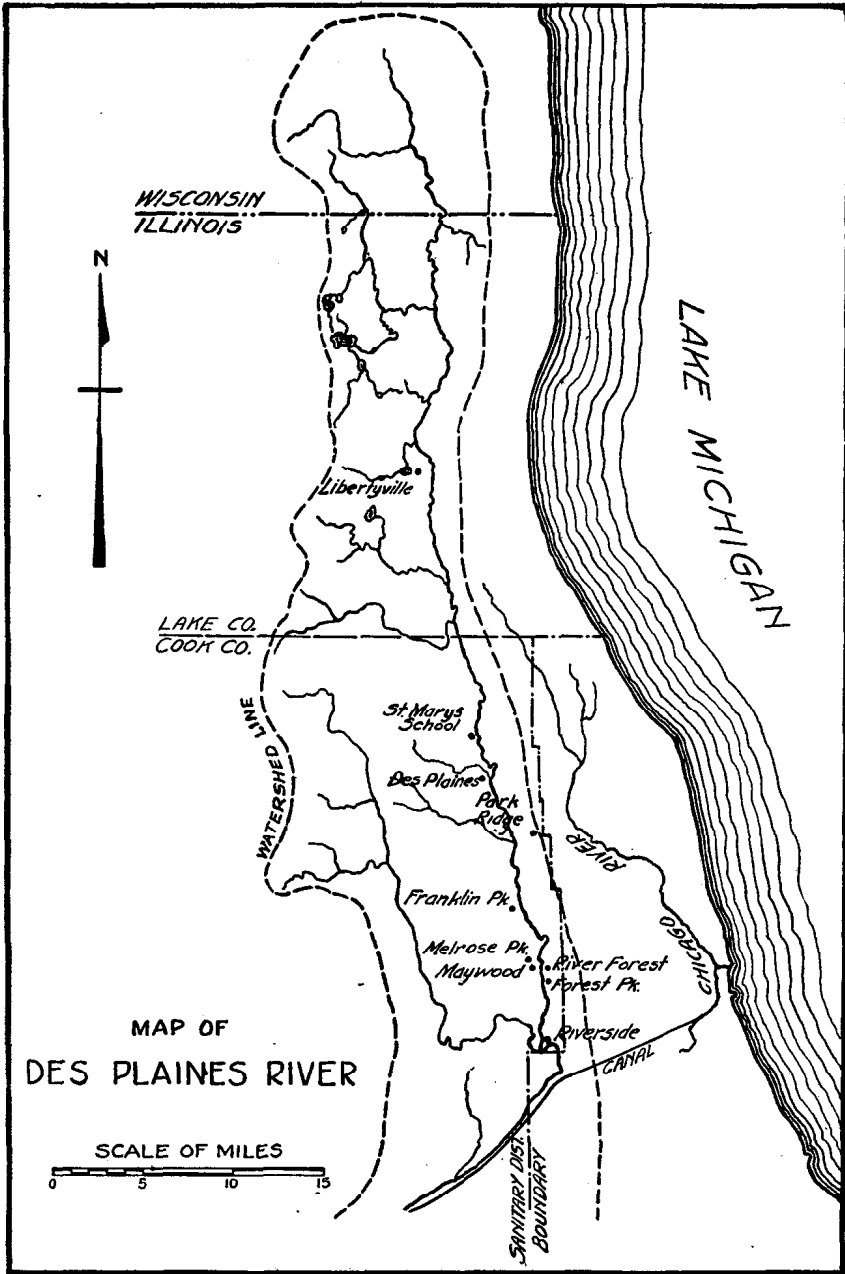 WISCONSIN
ILLINOIS
N
LAKE MICHIGAN
Libertyville
LAKE CO.
COOK CO.
WATERSHED LINE
St. Marys
School
Des Plaines
Park
Ridge
RIVER
CHICAGO
Franklin Pk.
Melrose Pk.
Maywood
River Forest
Forest Pk.
Riverside
CANAL
MAP OF
DES PLAINES RIVER
SCALE OF MILES
0 5 10 15
SANITARY DIST.
BOUNDARY